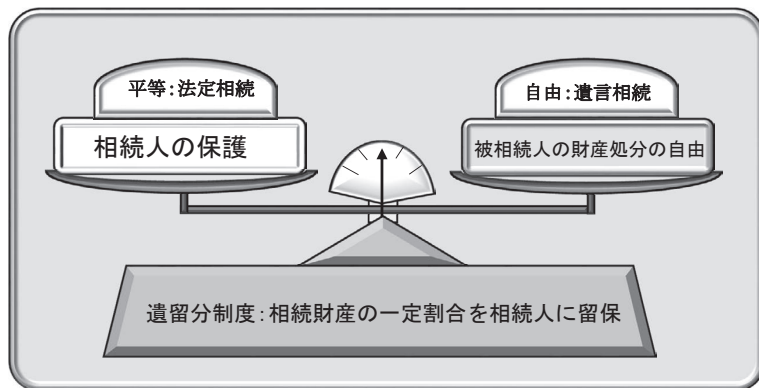 平等：法定相続
相続人の保護
自由：遺言相続
被相続人の財産処分の自由
遺留分制度：相続財産の一定割合を相続人に留保